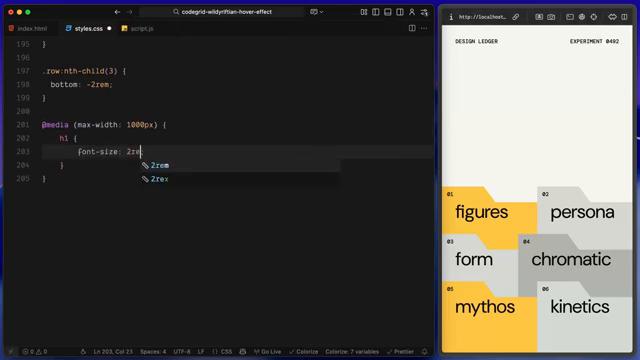 codegrid-wildyriftian-hover-effect
index.html
styles.css
script.js
195 }
196
197 .row:nth-child(3) {
198 bottom: -2rem;
199 }
200
201 @media (max-width: 1000px) {
202 h1 {
203 font-size: 2re;
2rem
204 }
2rex
205 }
0 0
Ln 203, Col 23
Spaces: 4
UTF-8
LF
CSS
Go Live
Colorize
Colorize: 7 variables
Prettier
http://localhost...
DESIGN LEDGER
EXPERIMENT 0492
01
figures
02
persona
03
form
04
chromatic
05
mythos
06
kinetics